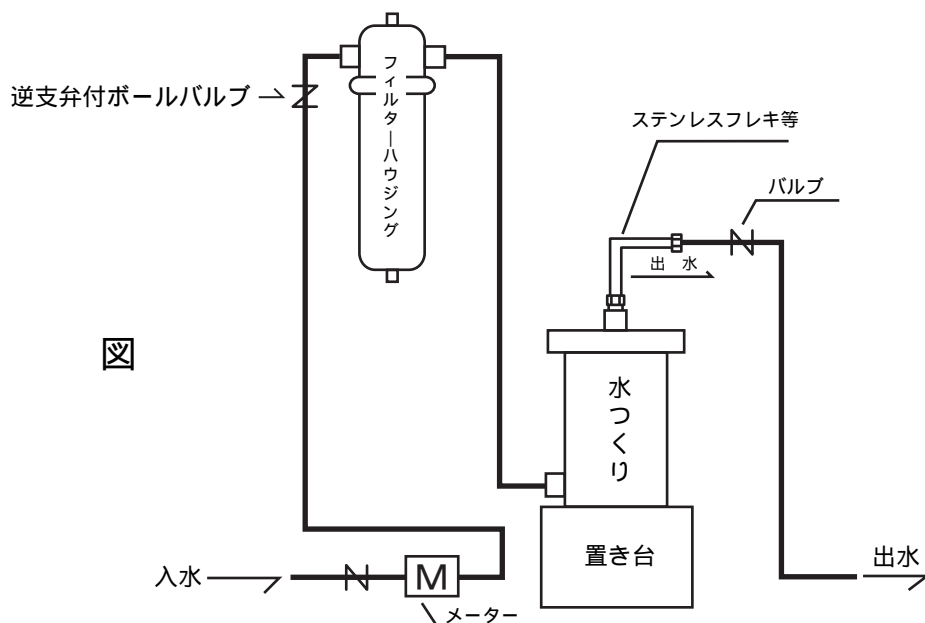 フィルターハウジング
逆支弁付ボールバルブ
ステンレスフレキ等
バルブ
出 水
図
水つくり
置き台
入水
M
メーター
出水